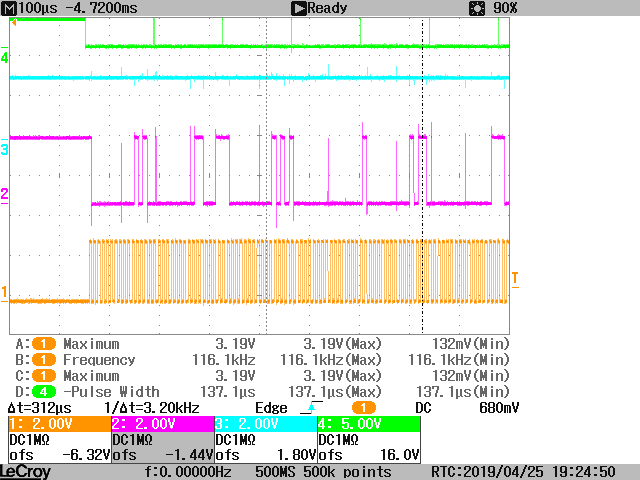 M 100µs -4.7200ms Ready 90%
4
3
2
1
T
A: 1 Maximum 3.19V 3.19V(Max) 132mV(Min)
B: 1 Frequency 116.1kHz 116.1kHz(Max) 116.1kHz(Min)
C: 1 Maximum 3.19V 3.19V(Max) 132mV(Min)
D: 4 -Pulse Width 137.1µs 137.1µs(Max) 137.1µs(Min)
Δt=312µs 1/Δt=3.20kHz Edge 1 DC 680mV
1: 2.00V 2: 2.00V 3: 2.00V 4: 5.00V
DC1MΩ DC1MΩ DC1MΩ DC1MΩ
ofs -6.32V ofs -1.44V ofs 1.80V ofs 16.0V
LeCroy f:0.00000Hz 500MS 500k points RTC:2019/04/25 19:24:50